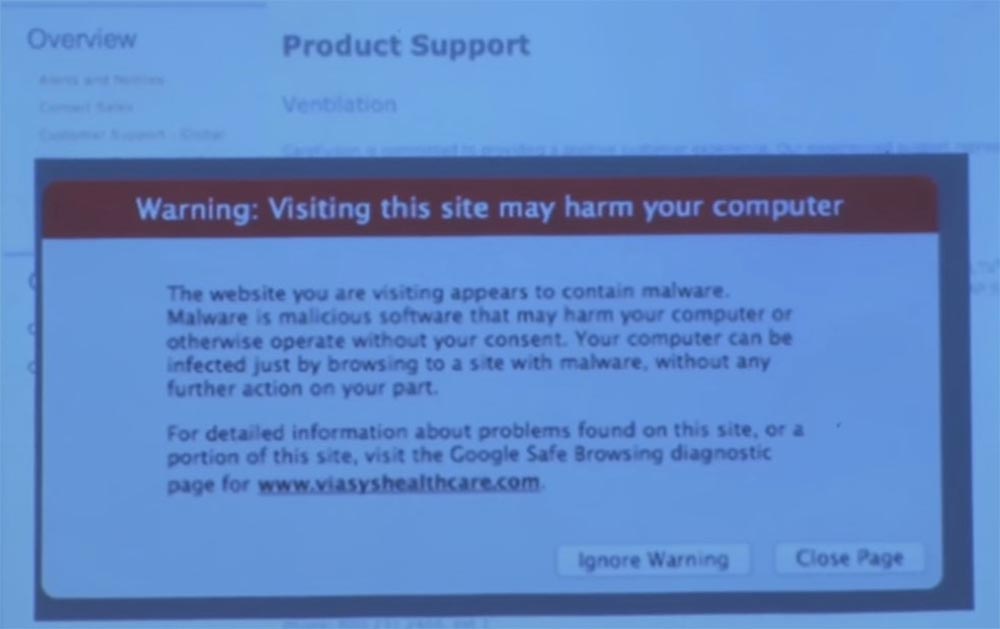 Overview
Product Support
Alerts and Notices
Contact Sales
Customer Support - Global
Ventilation
CareFusion is committed to providing a positive customer experience. Our experienced support
Warning: Visiting this site may harm your computer
The website you are visiting appears to contain malware.
Malware is malicious software that may harm your computer or
otherwise operate without your consent. Your computer can be
infected just by browsing to a site with malware, without any
further action on your part.
For detailed information about problems found on this site, or a
portion of this site, visit the Google Safe Browsing diagnostic
page for www.viasyshealthcare.com.
Ignore Warning
Close Page